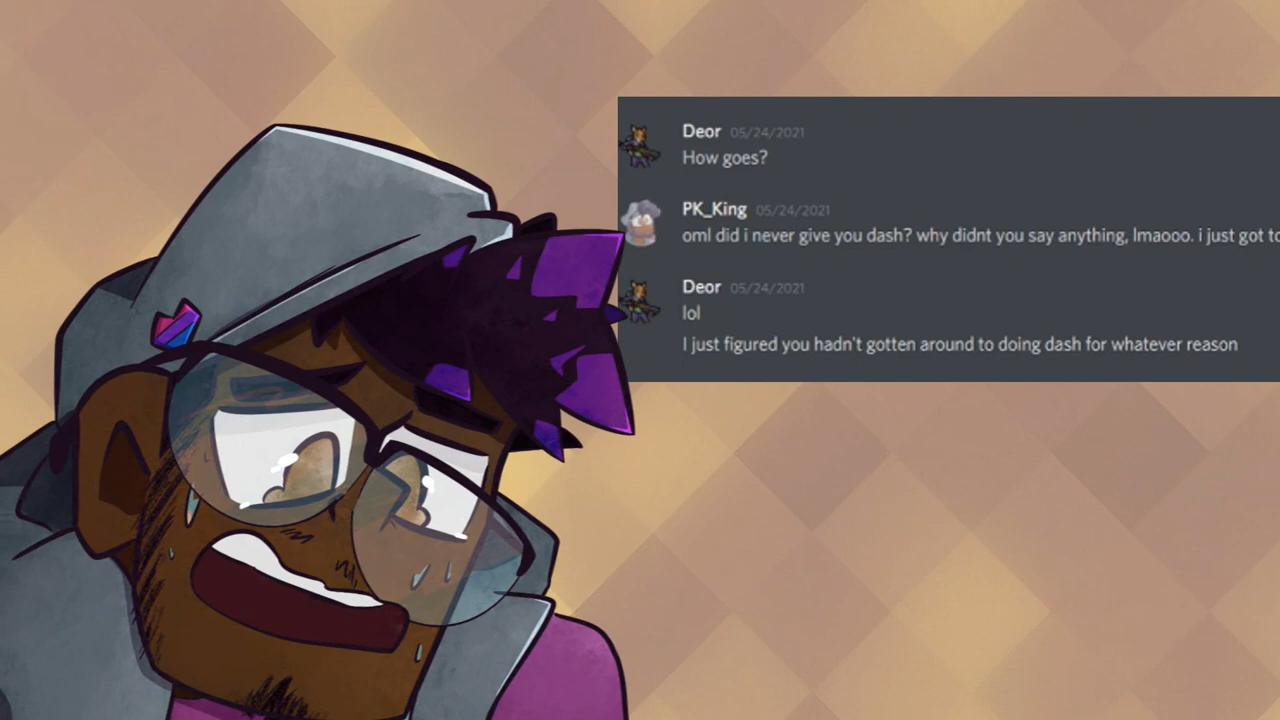 Deor 05/24/2021
How goes?
PK_King 05/24/2021
oml did i never give you dash? why didnt you say anything, lmaooo. i just got to
Deor 05/24/2021
lol
I just figured you hadn't gotten around to doing dash for whatever reason